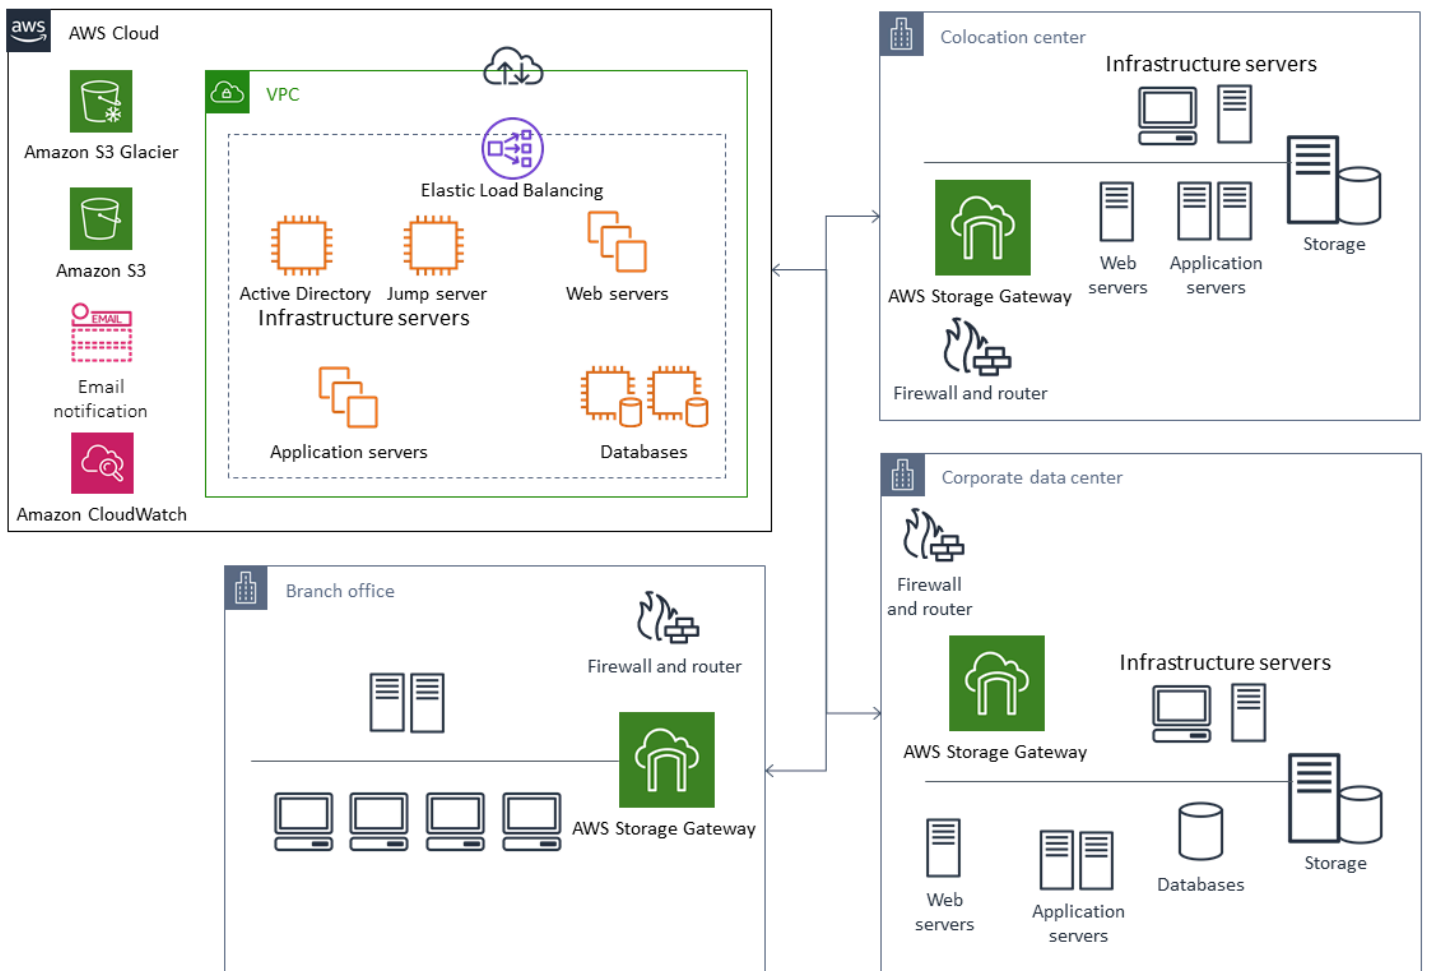 aws
AWS Cloud
Amazon S3 Glacier
Amazon S3
EMAIL
Email
notification
Amazon CloudWatch
VPC
Elastic Load Balancing
Active Directory
Jump server
Infrastructure servers
Web servers
Application servers
Databases
Colocation center
Infrastructure servers
Storage
AWS Storage Gateway
Web
servers
Application
servers
Firewall and router
Branch office
Firewall and router
AWS Storage Gateway
Corporate data center
Firewall
and router
Infrastructure servers
AWS Storage Gateway
Storage
Web
servers
Application
servers
Databases